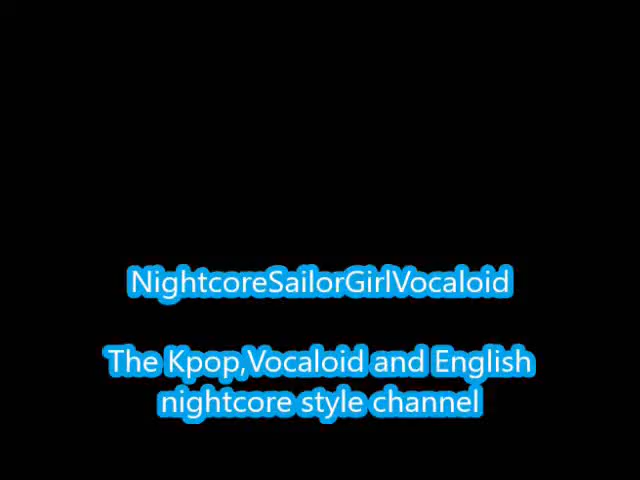 NightcoreSailorGirlVocaloid
The Kpop,Vocaloid and English
nightcore style channel